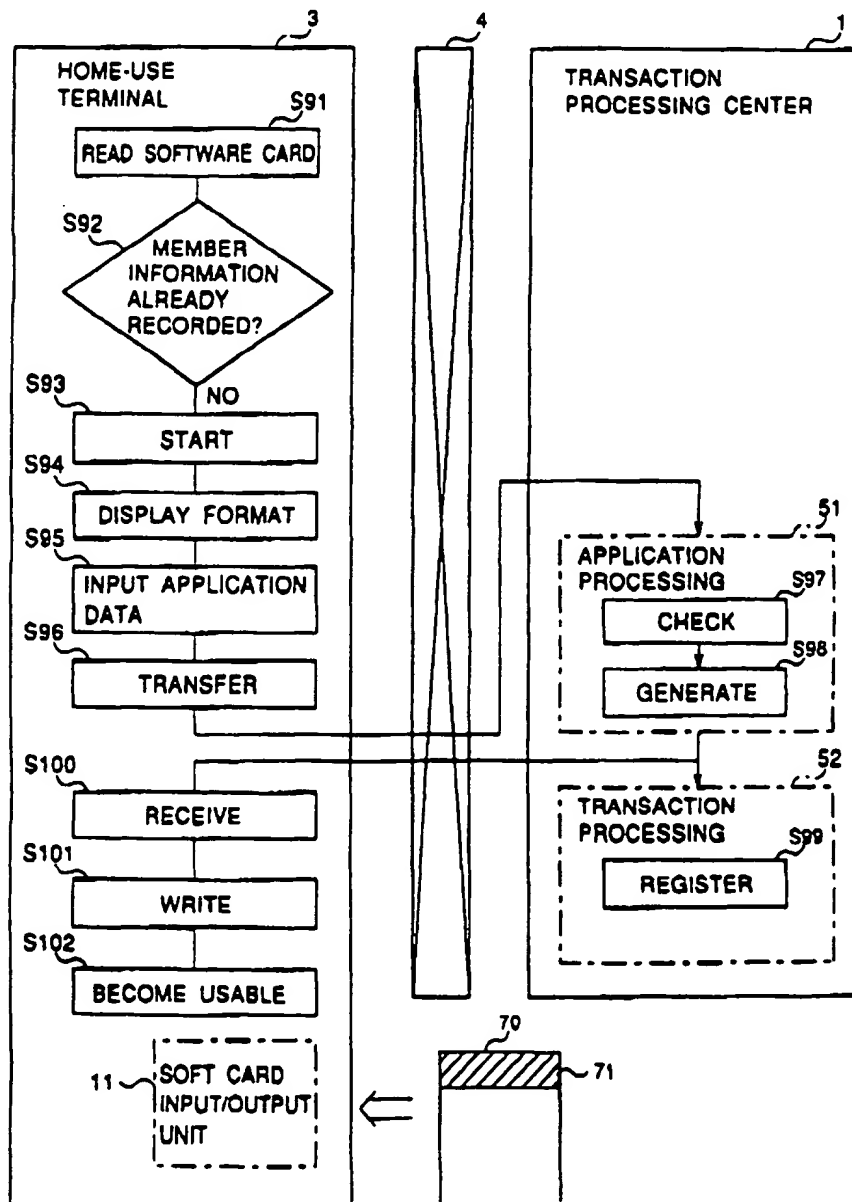 3
4
1
HOME-USE
TERMINAL
TRANSACTION
PROCESSING CENTER
S91
READ SOFTWARE CARD
S92
MEMBER
INFORMATION
ALREADY
RECORDED?
NO
S93
START
S94
DISPLAY FORMAT
S95
INPUT APPLICATION
DATA
S96
TRANSFER
51
APPLICATION
PROCESSING
S97
CHECK
S98
GENERATE
S100
RECEIVE
S101
WRITE
S102
BECOME USABLE
52
TRANSACTION
PROCESSING
S99
REGISTER
11
SOFT CARD
INPUT/OUTPUT
UNIT
70
71